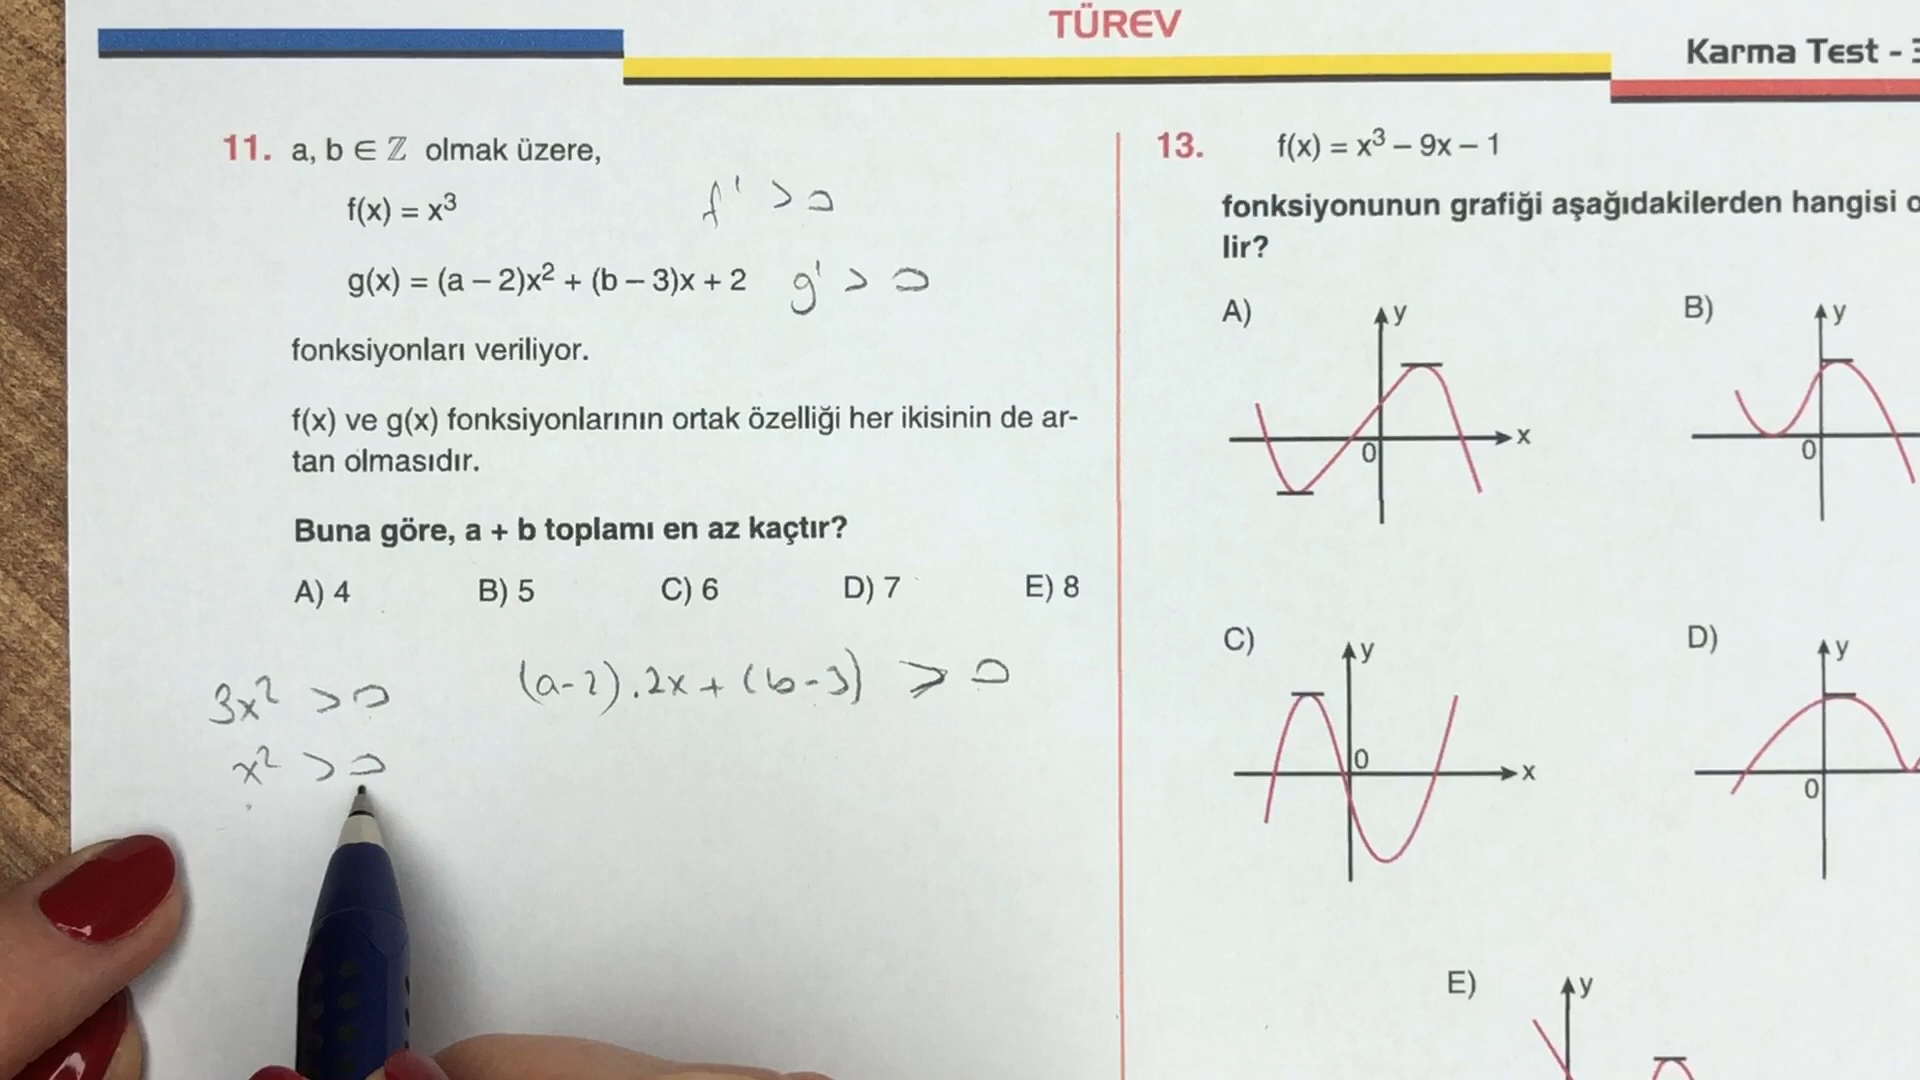 TÜREV
Karma Test - 3
11. a, b ∈ ℤ olmak üzere,
f(x) = x³
f' > 0
g(x) = (a – 2)x² + (b – 3)x + 2
g' > 0
fonksiyonları veriliyor.
f(x) ve g(x) fonksiyonlarının ortak özelliği her ikisinin de ar-
tan olmasıdır.
Buna göre, a + b toplamı en az kaçtır?
A) 4 B) 5 C) 6 D) 7 E) 8
3x² > 0
(a-2).2x + (b-3) > 0
x² > 0
13. f(x) = x³ – 9x – 1
fonksiyonunun grafiği aşağıdakilerden hangisi
lir?
A)
y
x
0
B)
y
0
C)
y
x
0
D)
y
0
E)
y